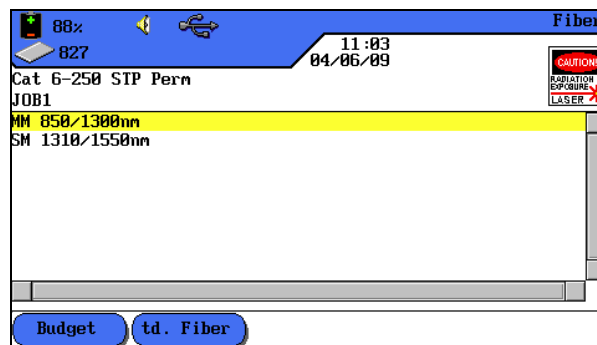 88% Fiber
827 11:03
04/06/09
CAUTION!
RADIATION
EXPOSURE
LASER
Cat 6-250 STP Perm
JOB1
MM 850/1300nm
SM 1310/1550nm
Budget td. Fiber